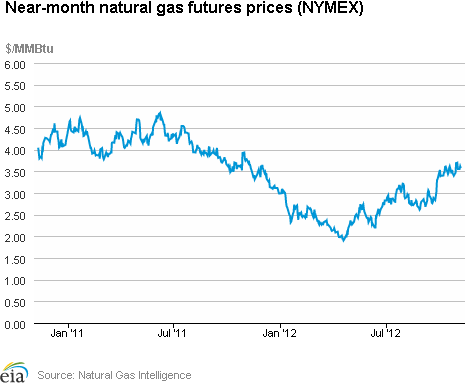 Near-month natural gas futures prices (NYMEX)
$/MMBtu
6.00
5.50
5.00
4.50
4.00
3.50
3.00
2.50
2.00
1.50
1.00
0.50
0.00
Jan '11
Jul '11
Jan '12
Jul '12
eia
Source: Natural Gas Intelligence